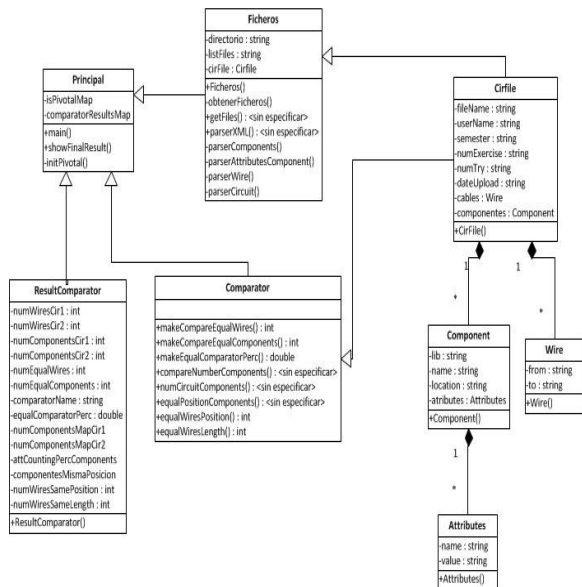 Ficheros
-directorio : string
-listFiles : string
-cirFile : Cirfile
+Ficheros()
-obtenerFicheros()
+getFiles() : <sin especificar>
+parserXML() : <sin especificar>
-parserComponents()
-parserAttributesComponent()
-parserWire()
-parserCircuit()
Principal
-isPivotalMap
-comparatorResultsMap
+main()
+showFinalResult()
-initPivotal()
Cirfile
-fileName : string
-userName : string
-semester : string
-numExercise : string
-numTry : string
-dateUpload : string
-cables : Wire
-componentes : Component
+CirFile()
1
1
*
*
ResultComparator
-numWiresCir1 : int
-numWiresCir2 : int
-numComponentsCir1 : int
-numComponentsCir2 : int
-numEqualWires : int
-numEqualComponents : int
-comparatorName : string
-equalComparatorPerc : double
-numComponentsMapCir1
-numComponentsMapCir2
-attCountingPercComponents
-componentesMismaPosicion
-numWiresSamePosition : int
-numWiresSameLength : int
+ResultComparator()
Comparator
+makeCompareEqualWires() : int
+makeCompareEqualComponents() : int
+makeEqualComparatorPerc() : double
+compareNumberComponents() : <sin especificar>
+numCircuitComponents() : <sin especificar>
+equalPositionComponents() : <sin especificar>
+equalWiresPosition() : int
+equalWiresLength() : int
Component
-lib : string
-name : string
-location : string
-atributes : Attributes
+Component()
Wire
-from : string
-to : string
+Wire()
1
*
Attributes
-name : string
-value : string
+Attributes()